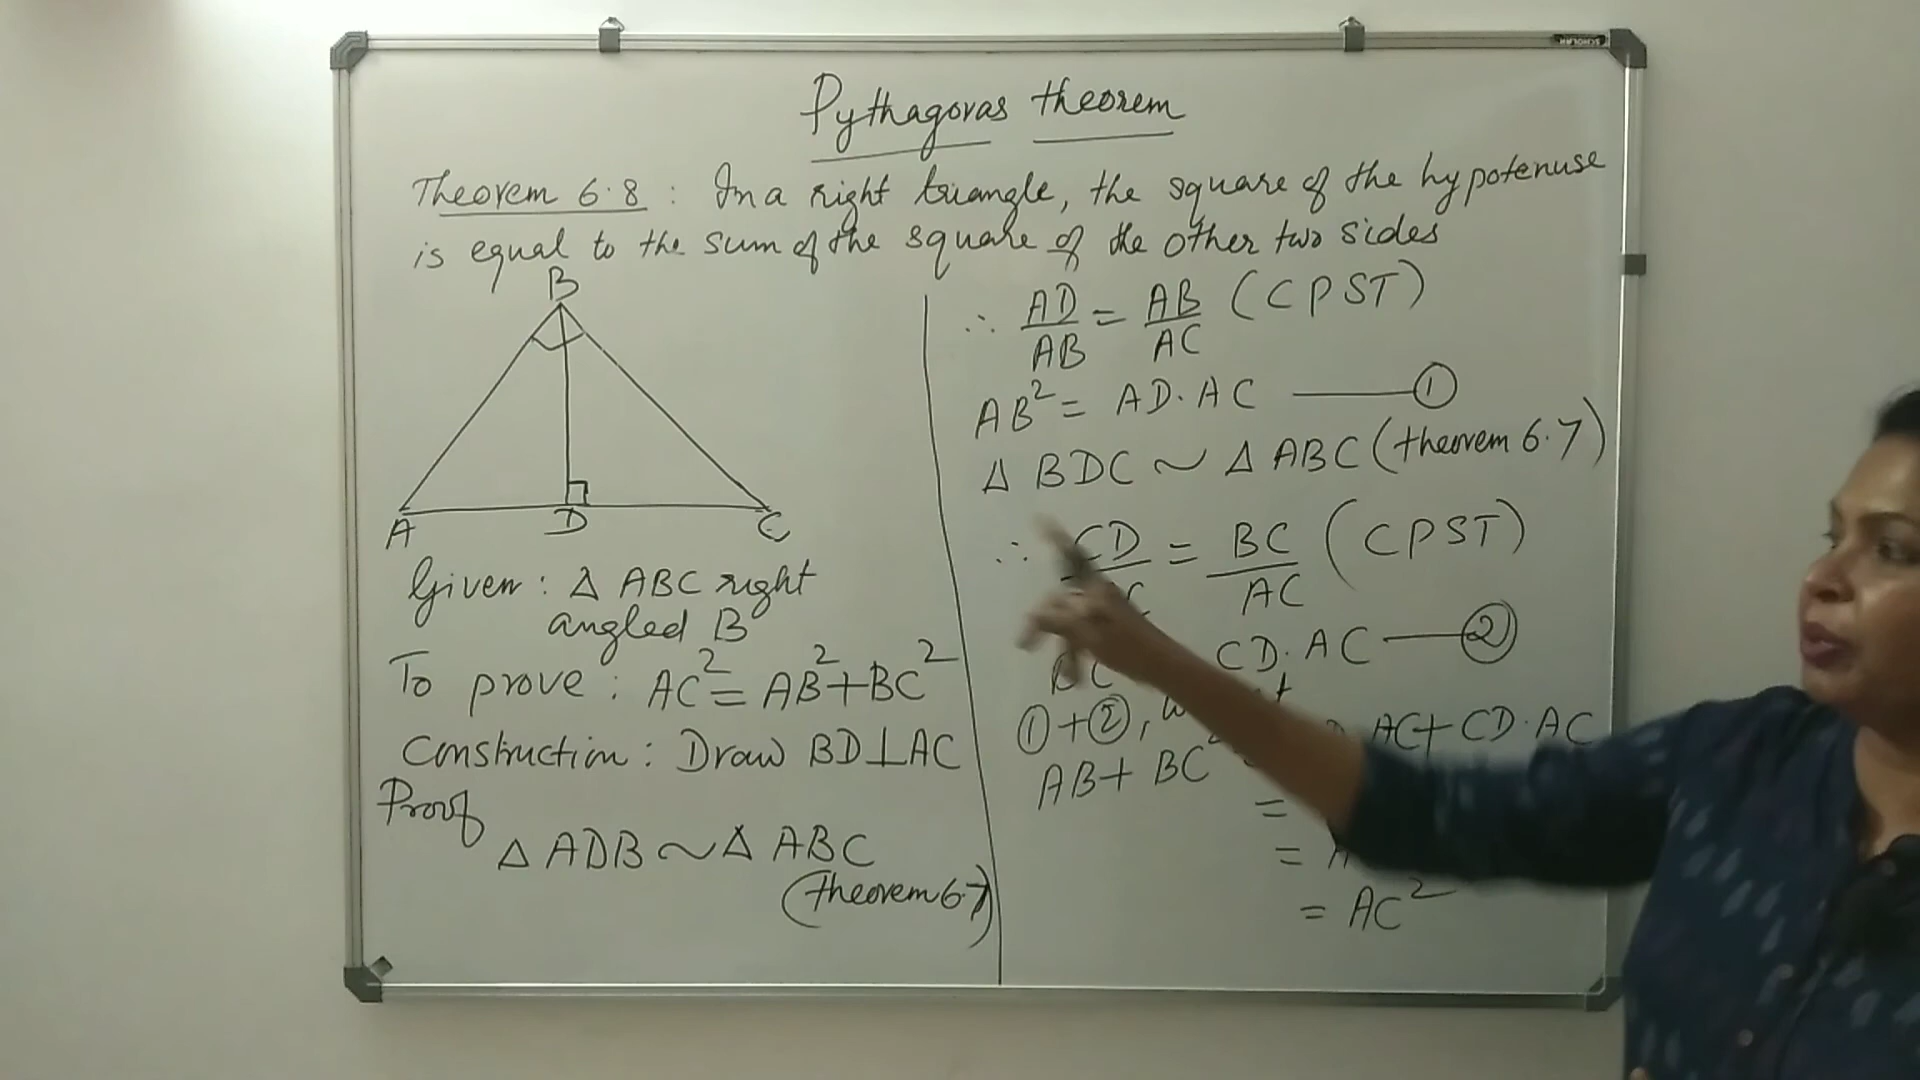 Pythagoras theorem
Theorem 6.8 : In a right triangle, the square of the hypotenuse
is equal to the sum of the square of the other two sides
B
A D C
Given : Δ ABC right
angled B
To prove : AC² = AB² + BC²
Construction : Draw BD ⊥ AC
Proof
Δ ADB ~ Δ ABC
(theorem 6.7)
∴ AD/AB = AB/AC (CPST)
AB² = AD.AC — ①
Δ BDC ~ Δ ABC (theorem 6.7)
∴ CD/ = BC/AC (CPST)
BC CD.AC — ②
① + ②,
AB + BC² AC + CD.AC
=
= A
= AC²